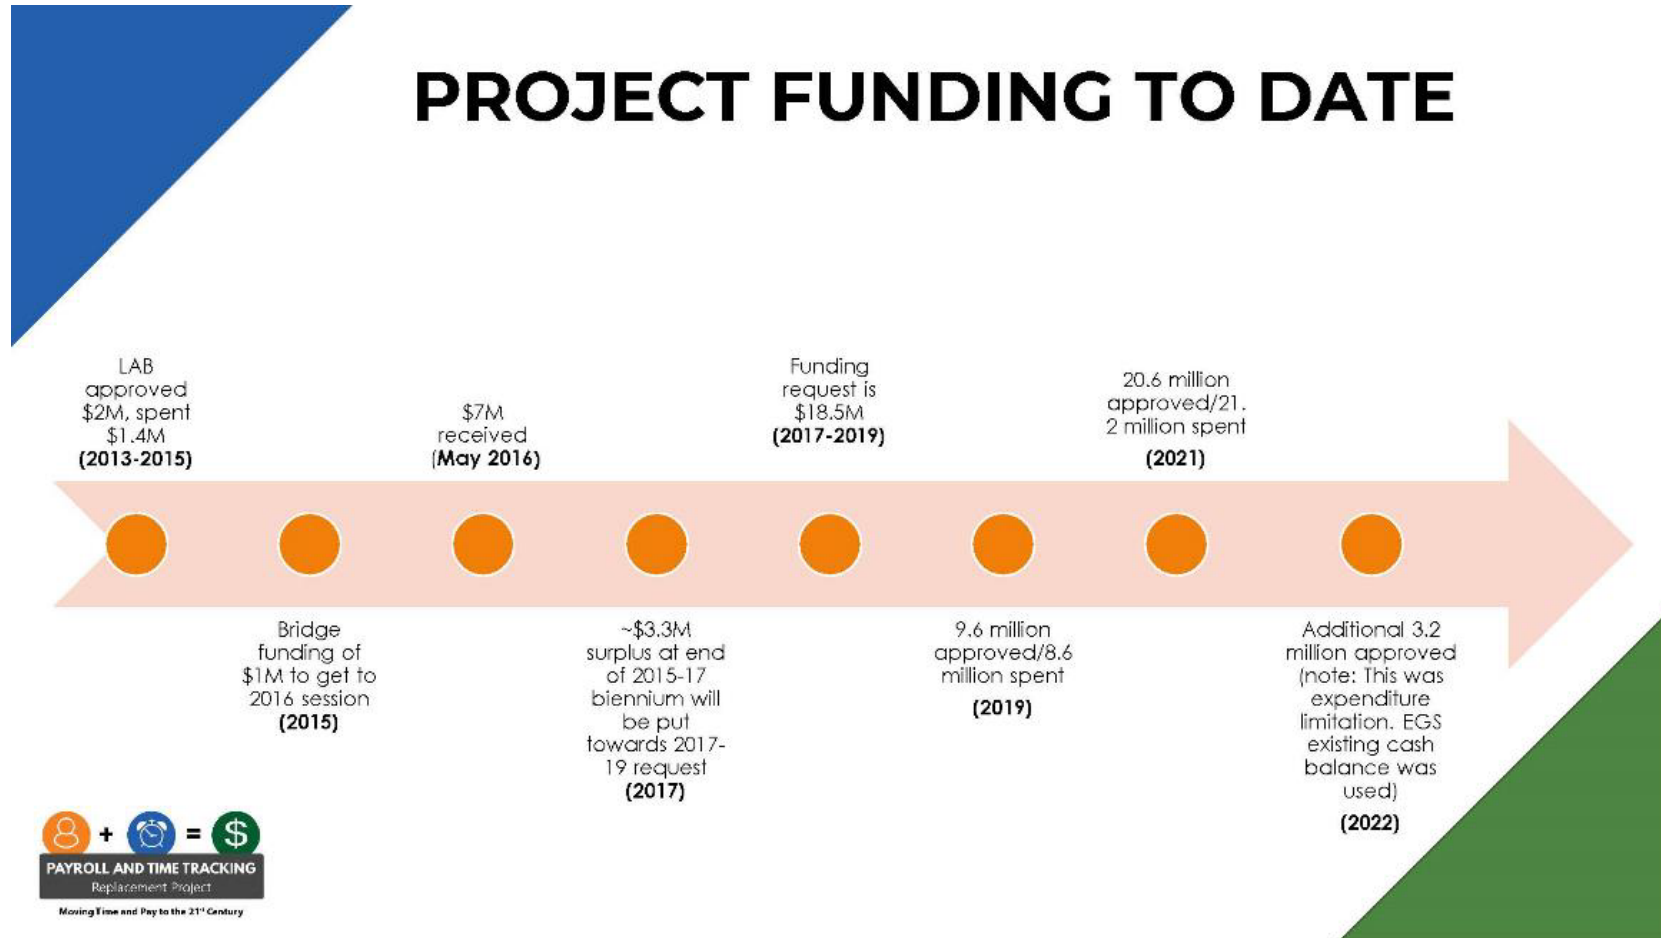 PROJECT FUNDING TO DATE
LAB
approved
$2M, spent
$1.4M
(2013-2015)
Bridge
funding of
$1M to get to
2016 session
(2015)
$7M
received
(May 2016)
~$3.3M
surplus at end
of 2015-17
biennium will
be put
towards 2017-
19 request
(2017)
Funding
request is
$18.5M
(2017-2019)
9.6 million
approved/8.6
million spent
(2019)
20.6 million
approved/21.
2 million spent
(2021)
Additional 3.2
million approved
(note: This was
expenditure
limitation. EGS
existing cash
balance was
used)
(2022)
+ = $
PAYROLL AND TIME TRACKING
Replacement Project
Moving Time and Pay to the 21st Century